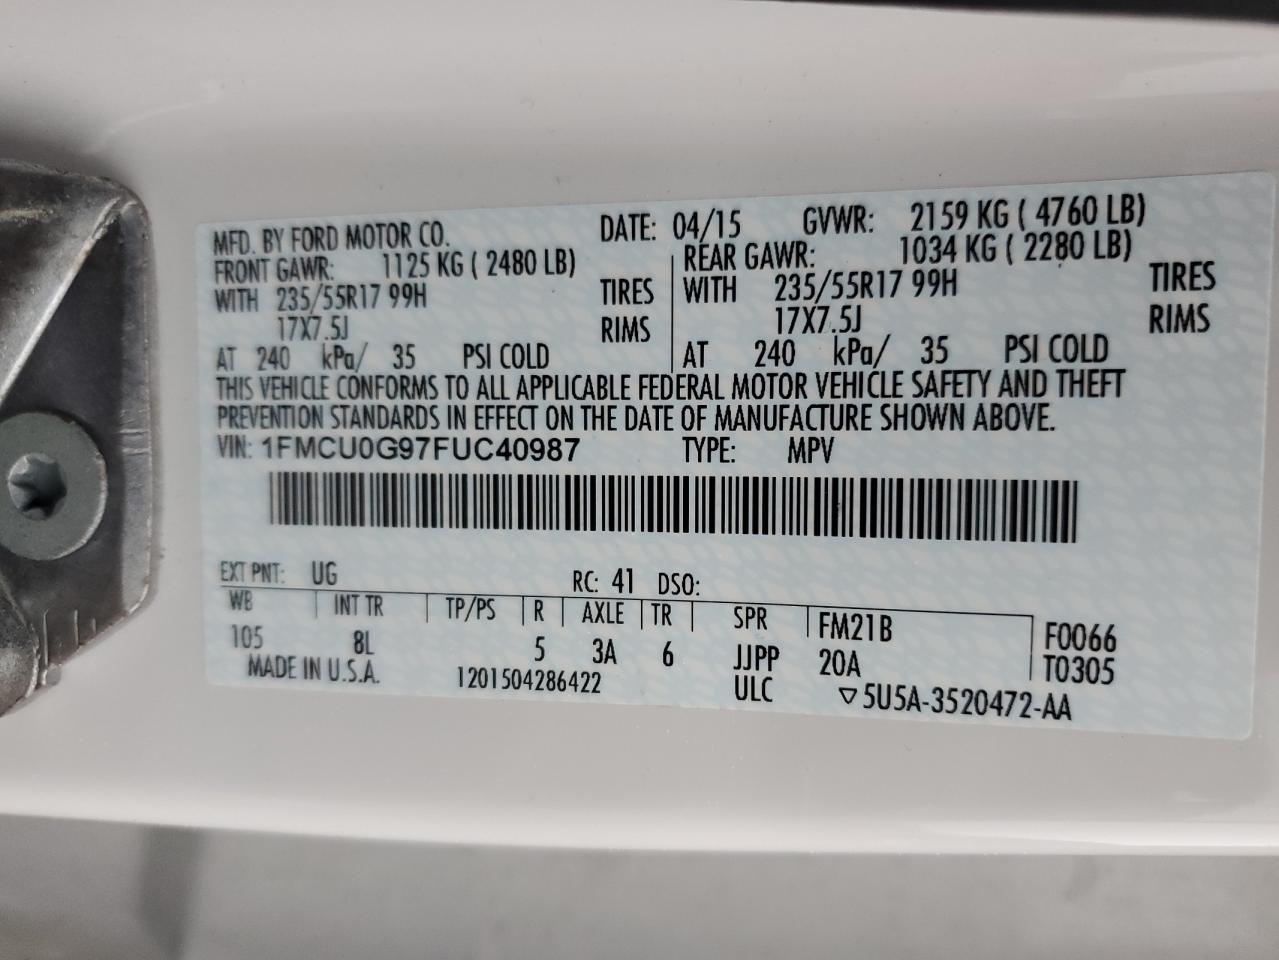 MFD. BY FORD MOTOR CO. DATE: 04/15 GVWR: 2159 KG ( 4760 LB)
FRONT GAWR: 1125 KG ( 2480 LB) REAR GAWR: 1034 KG ( 2280 LB)
WITH 235/55R17 99H TIRES WITH 235/55R17 99H TIRES
17X7.5J RIMS 17X7.5J RIMS
AT 240 kPa/ 35 PSI COLD AT 240 kPa/ 35 PSI COLD
THIS VEHICLE CONFORMS TO ALL APPLICABLE FEDERAL MOTOR VEHICLE SAFETY AND THEFT
PREVENTION STANDARDS IN EFFECT ON THE DATE OF MANUFACTURE SHOWN ABOVE.
VIN: 1FMCU0G97FUC40987 TYPE: MPV
EXT PNT: UG RC: 41 DSO:
WB INT TR TP/PS R AXLE TR SPR FM21B F0066
105 8L 5 3A 6 JJPP 20A T0305
MADE IN U.S.A. 1201504286422 ULC ▽5U5A-3520472-AA